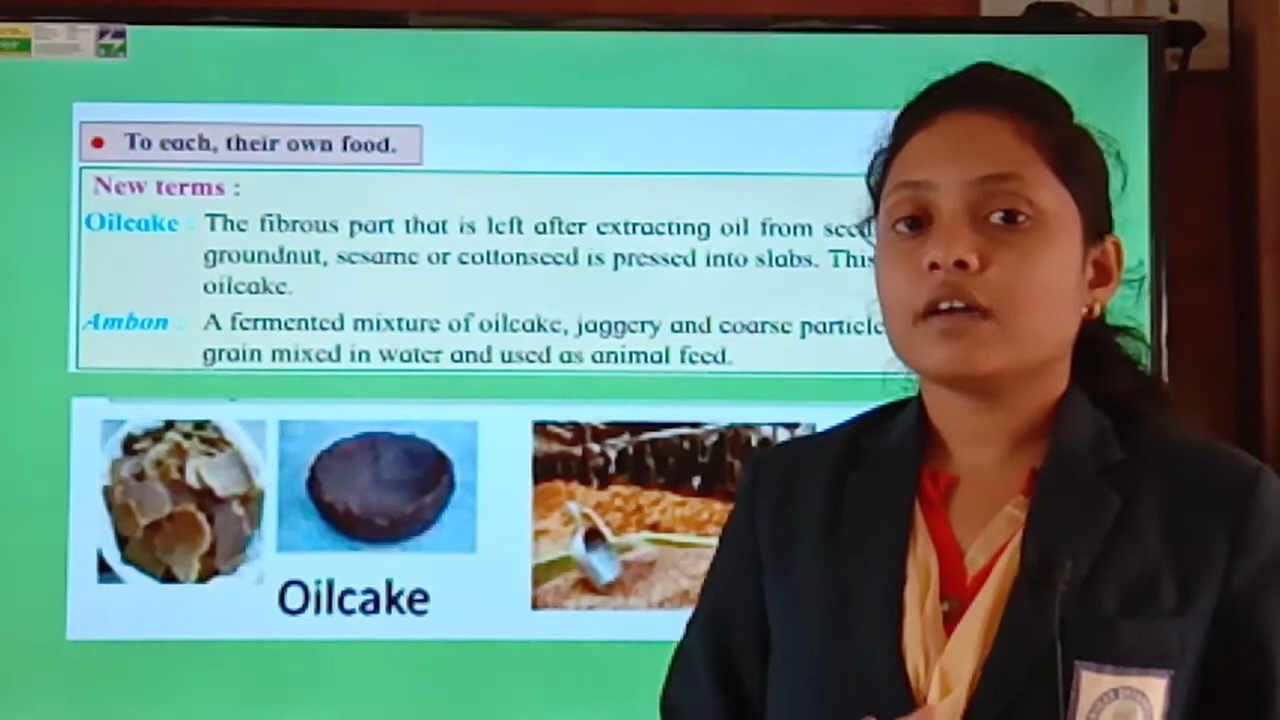 To each, their own food.
New terms :
Oilcake : The fibrous part that is left after extracting oil from
groundnut, sesame or cottonseed is pressed into slabs. This
oilcake.
Ambon : A fermented mixture of oilcake, jaggery and coarse
grain mixed in water and used as animal feed.
Oilcake